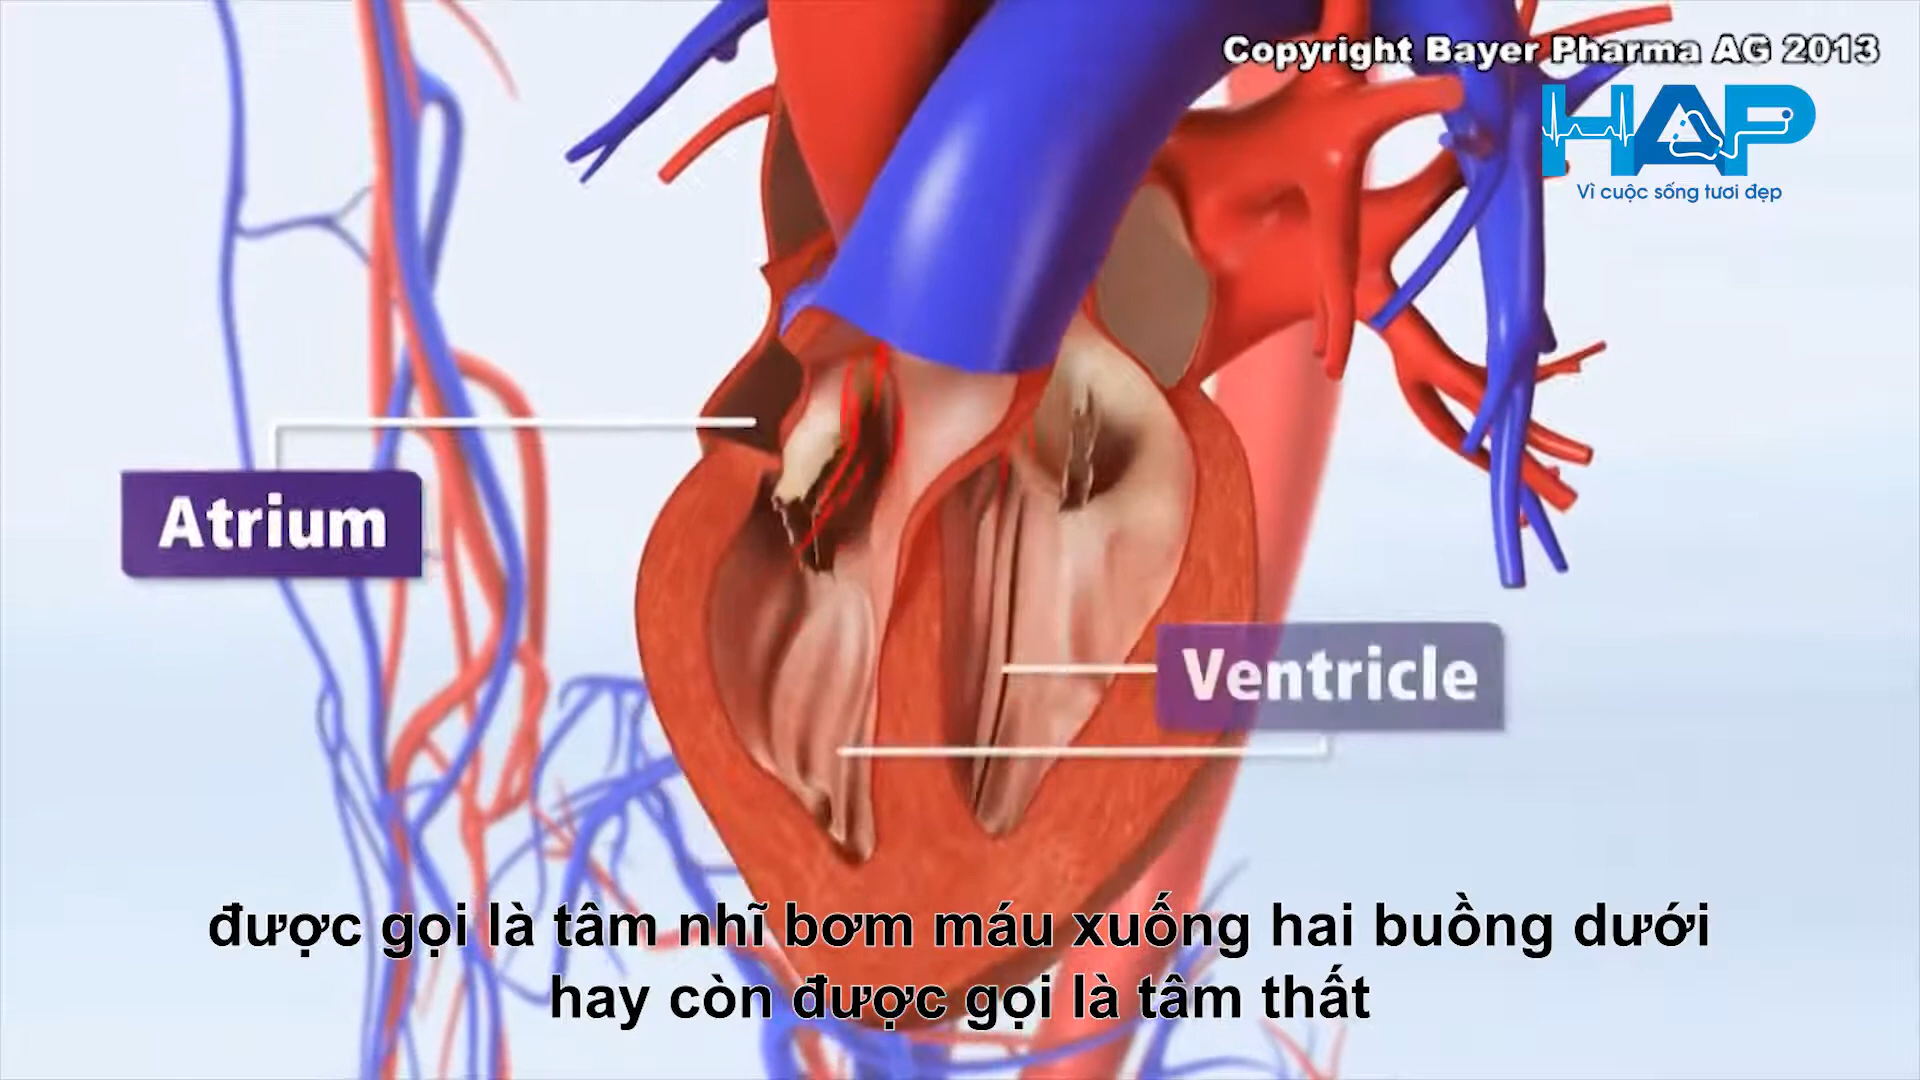 Copyright Bayer Pharma AG 2013
HAP
Vì cuộc sống tươi đẹp
Atrium
Ventricle
được gọi là tâm nhĩ bơm máu xuống hai buồng dưới
hay còn được gọi là tâm thất